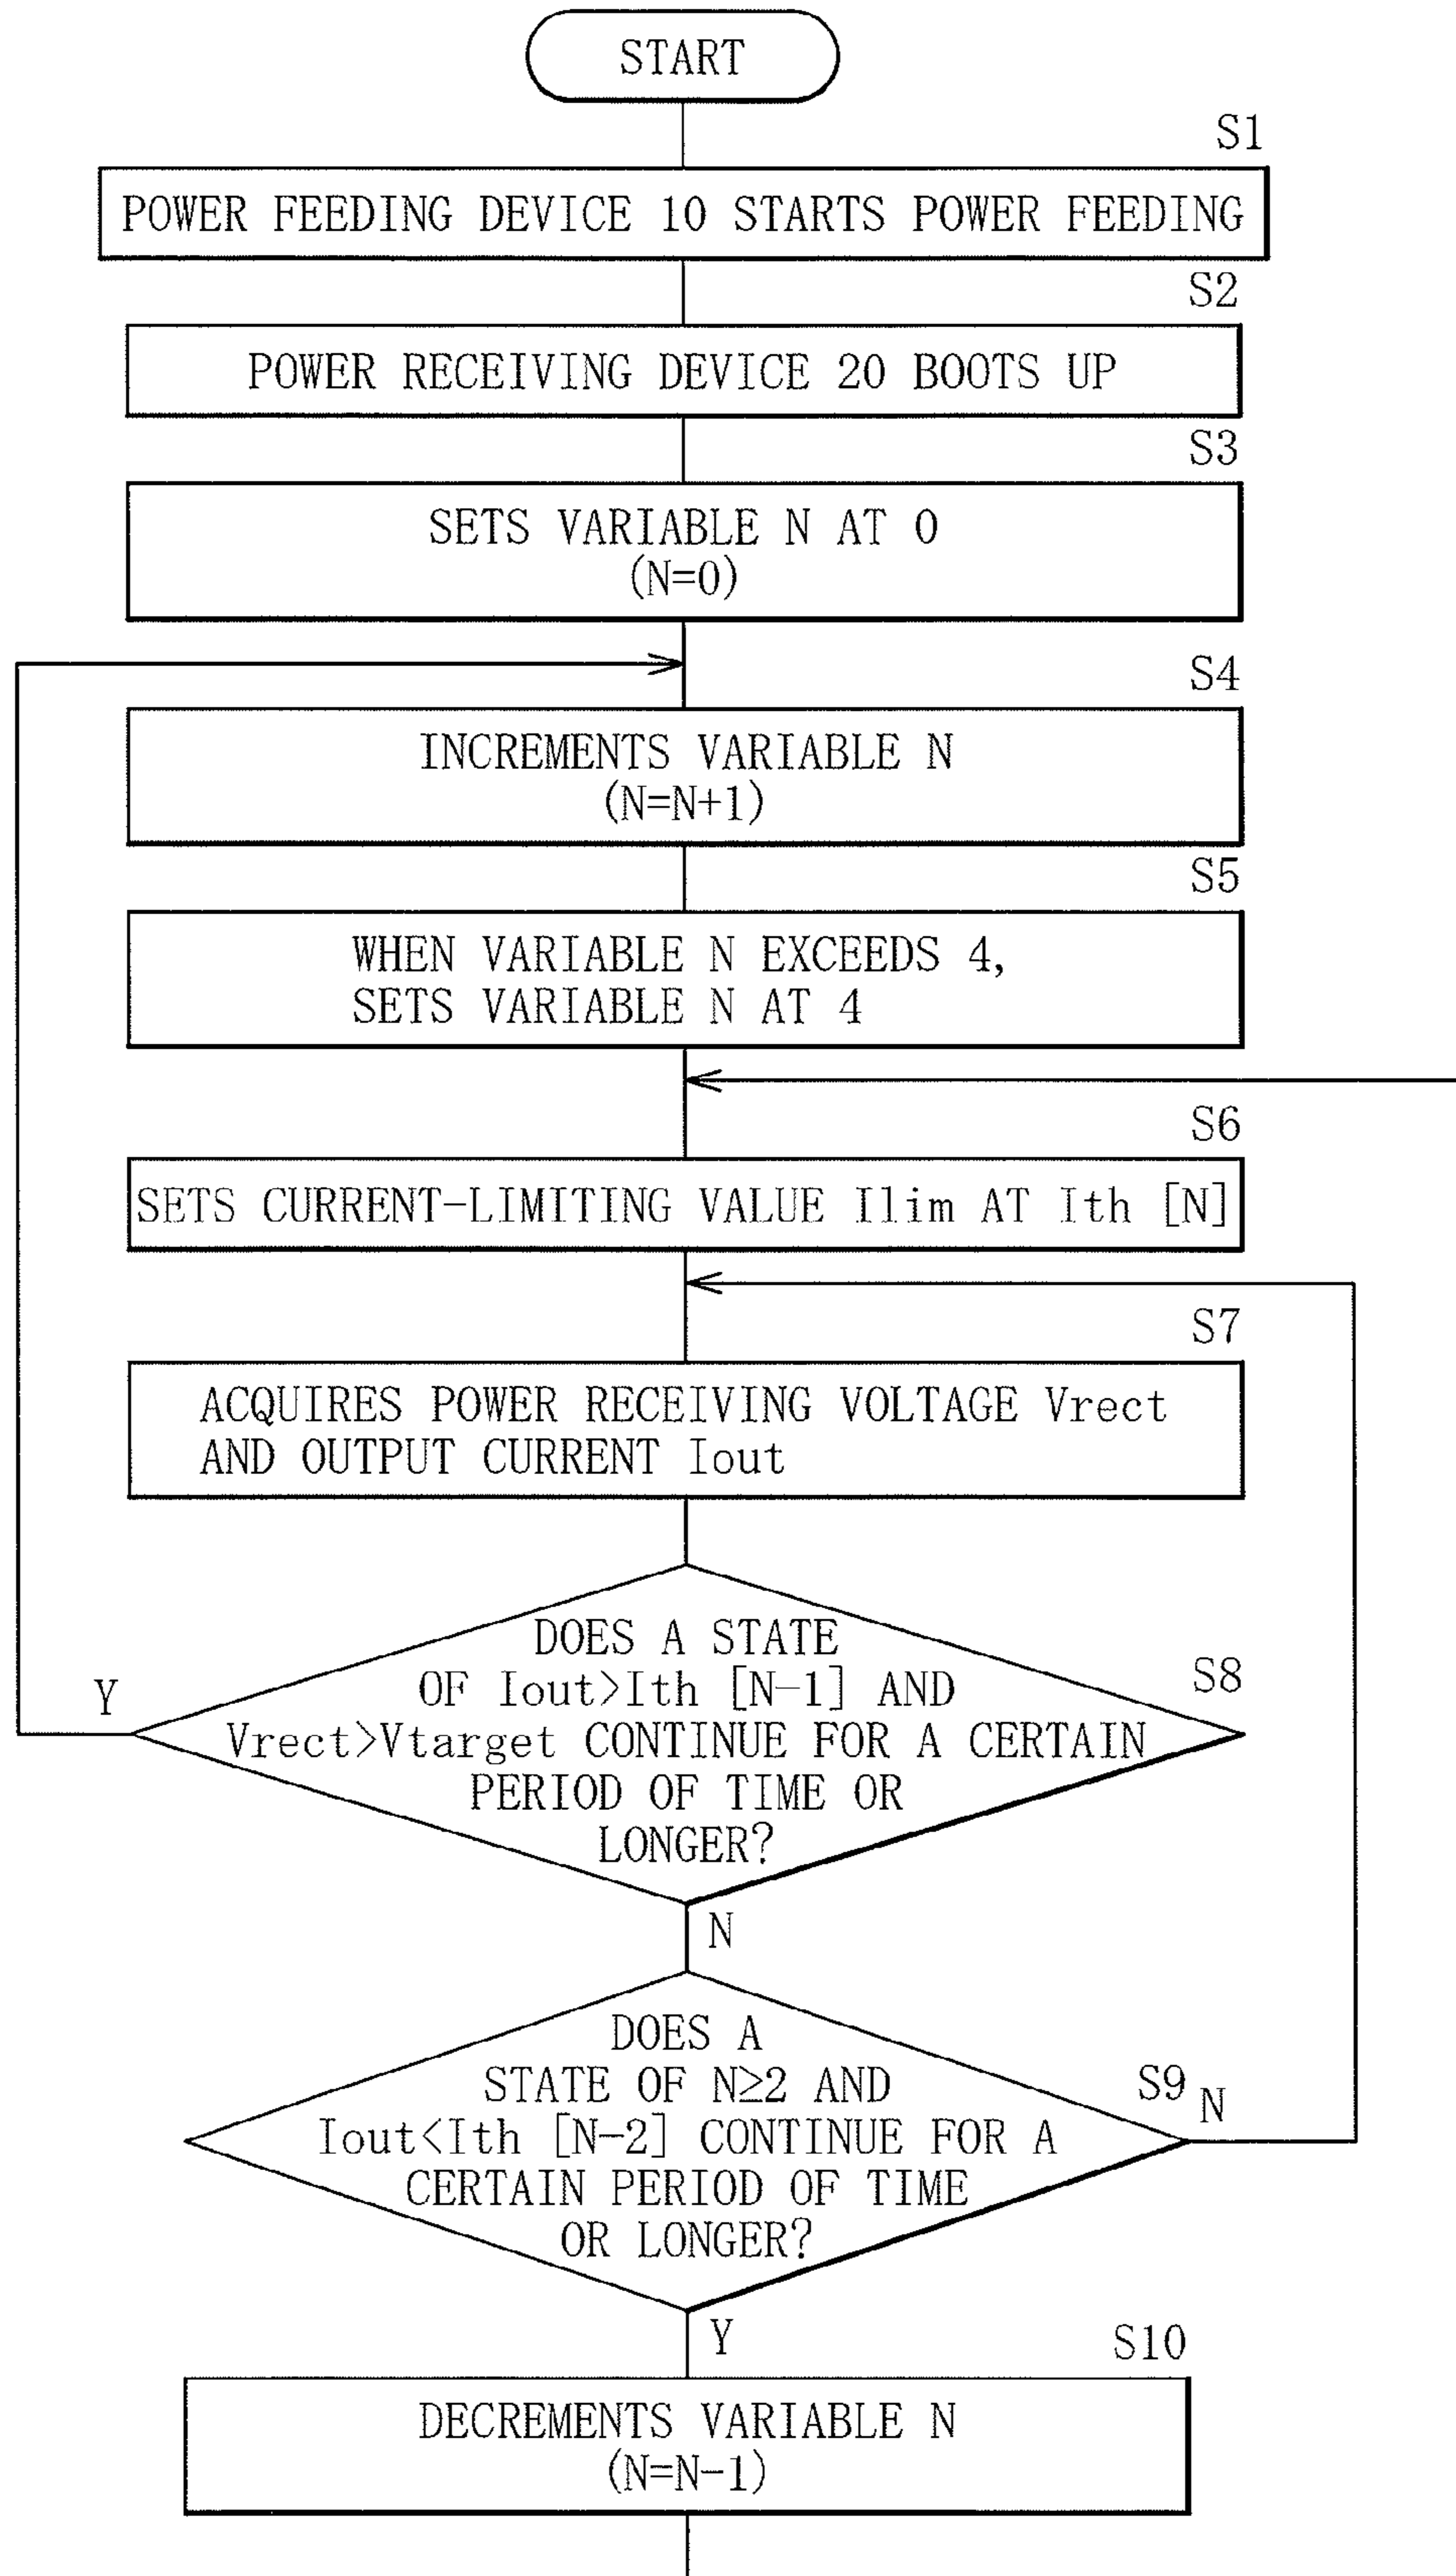 START
S1
POWER FEEDING DEVICE 10 STARTS POWER FEEDING
S2
POWER RECEIVING DEVICE 20 BOOTS UP
S3
SETS VARIABLE N AT 0
(N=0)
S4
INCREMENTS VARIABLE N
(N=N+1)
S5
WHEN VARIABLE N EXCEEDS 4,
SETS VARIABLE N AT 4
S6
SETS CURRENT-LIMITING VALUE Ilim AT Ith [N]
S7
ACQUIRES POWER RECEIVING VOLTAGE Vrect
AND OUTPUT CURRENT Iout
S8
DOES A STATE
OF Iout>Ith [N-1] AND
Vrect>Vtarget CONTINUE FOR A CERTAIN
PERIOD OF TIME OR
LONGER?
Y
N
S9
DOES A
STATE OF N≥2 AND
Iout<Ith [N-2] CONTINUE FOR A
CERTAIN PERIOD OF TIME
OR LONGER?
N
Y
S10
DECREMENTS VARIABLE N
(N=N-1)